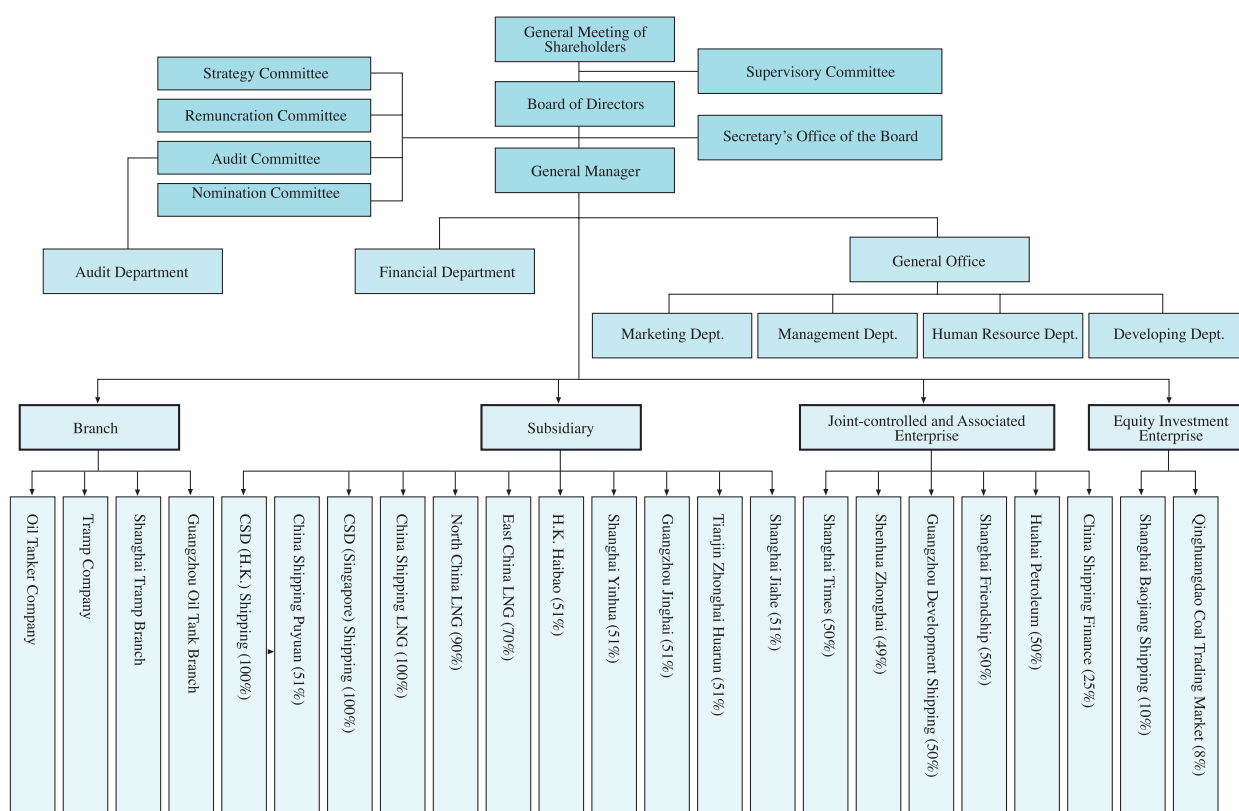 General Meeting of
Shareholders
Strategy Committee
Supervisory Committee
Board of Directors
Remuncration Committee
Secretary's Office of the Board
Audit Committee
General Manager
Nomination Committee
Audit Department
Financial Department
General Office
Marketing Dept.
Management Dept.
Human Resource Dept.
Developing Dept.
Branch
Subsidiary
Joint-controlled and Associated
Enterprise
Equity Investment
Enterprise
Oil Tanker Company
Tramp Company
Shanghai Tramp Branch
Guangzhou Oil Tank Branch
CSD (H.K.) Shipping (100%)
China Shipping Puyuan (51%)
CSD (Singapore) Shipping (100%)
China Shipping LNG (100%)
North China LNG (90%)
East China LNG (70%)
H.K. Haibao (51%)
Shanghai Yinhua (51%)
Guangzhou Jinghai (51%)
Tianjin Zhonghai Huarun (51%)
Shanghai Jiahe (51%)
Shanghai Times (50%)
Shenhua Zhonghai (49%)
Guangzhou Development Shipping (50%)
Shanghai Friendship (50%)
Huahai Petroleum (50%)
China Shipping Finance (25%)
Shanghai Baojiang Shipping (10%)
Qinghuangdao Coal Trading Market (8%)